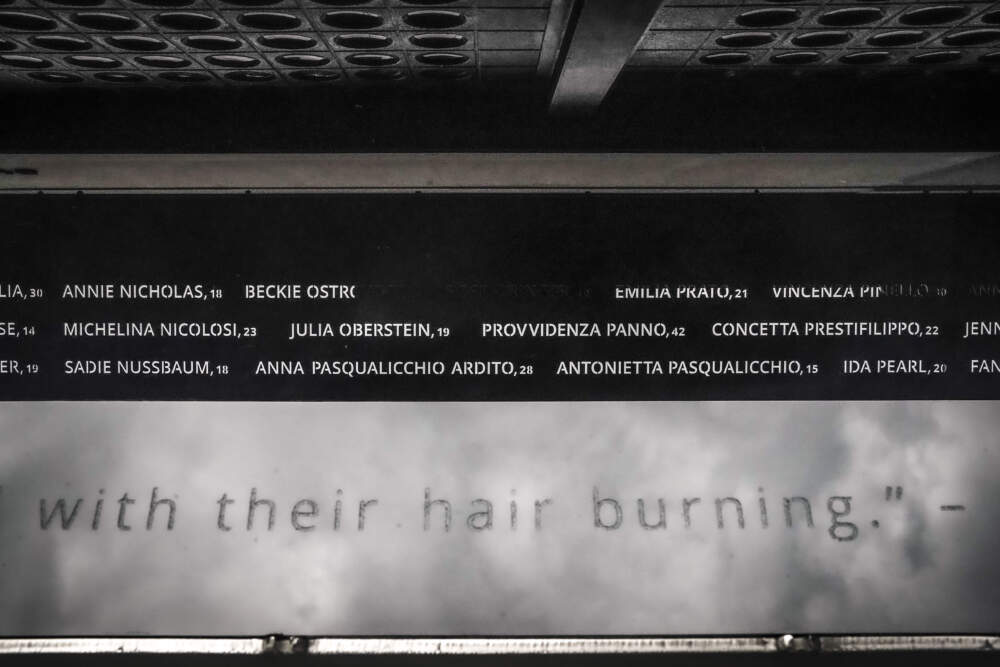 LIA, 30 ANNIE NICHOLAS, 18 BECKIE OSTRO EMILIA PRATO, 21 VINCENZA PINELLO 30
SE, 14 MICHELINA NICOLOSI, 23 JULIA OBERSTEIN, 19 PROVVIDENZA PANNO, 42 CONCETTA PRESTIFILIPPO, 22 JENN
ER, 19 SADIE NUSSBAUM, 18 ANNA PASQUALICCHIO ARDITO, 28 ANTONIETTA PASQUALICCHIO, 15 IDA PEARL, 20 FAN
with their hair burning." –